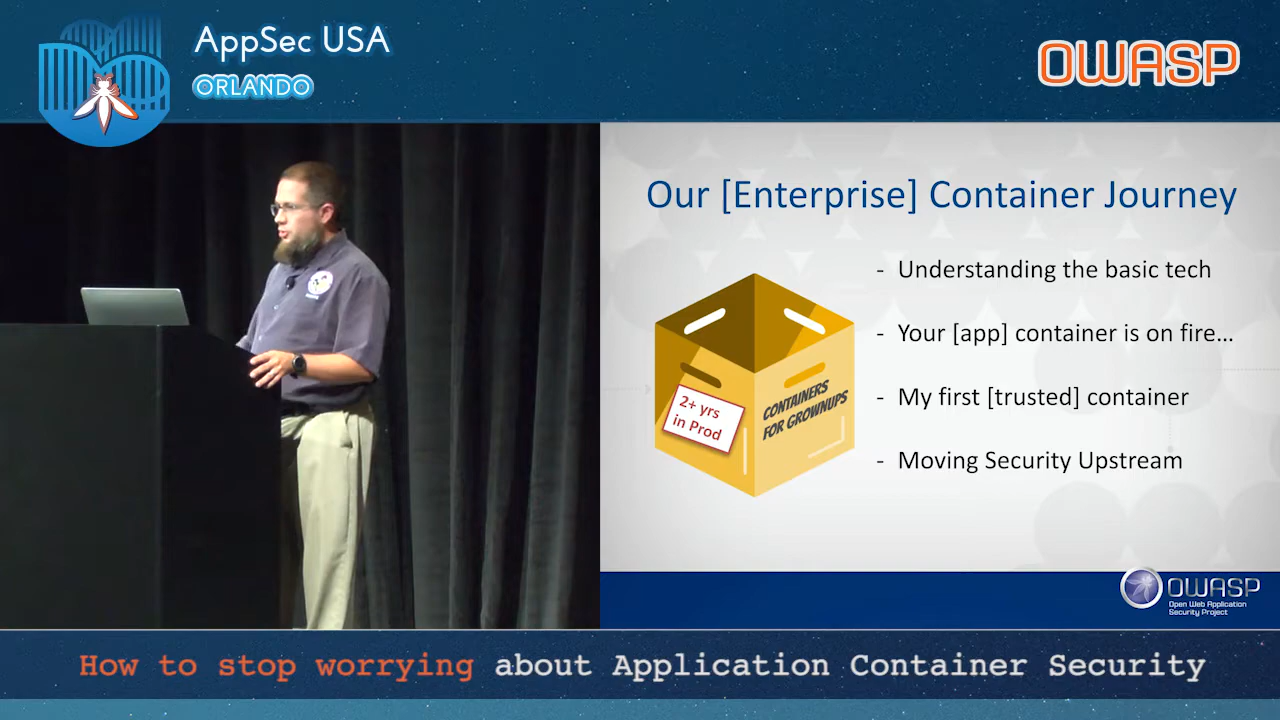 AppSec USA
ORLANDO
OWASP
Our [Enterprise] Container Journey
- Understanding the basic tech
- Your [app] container is on fire…
- My first [trusted] container
- Moving Security Upstream
2+ yrs
in Prod
CONTAINERS
FOR GROWNUPS
OWASP
Open Web Application
Security Project
How to stop worrying about Application Container Security